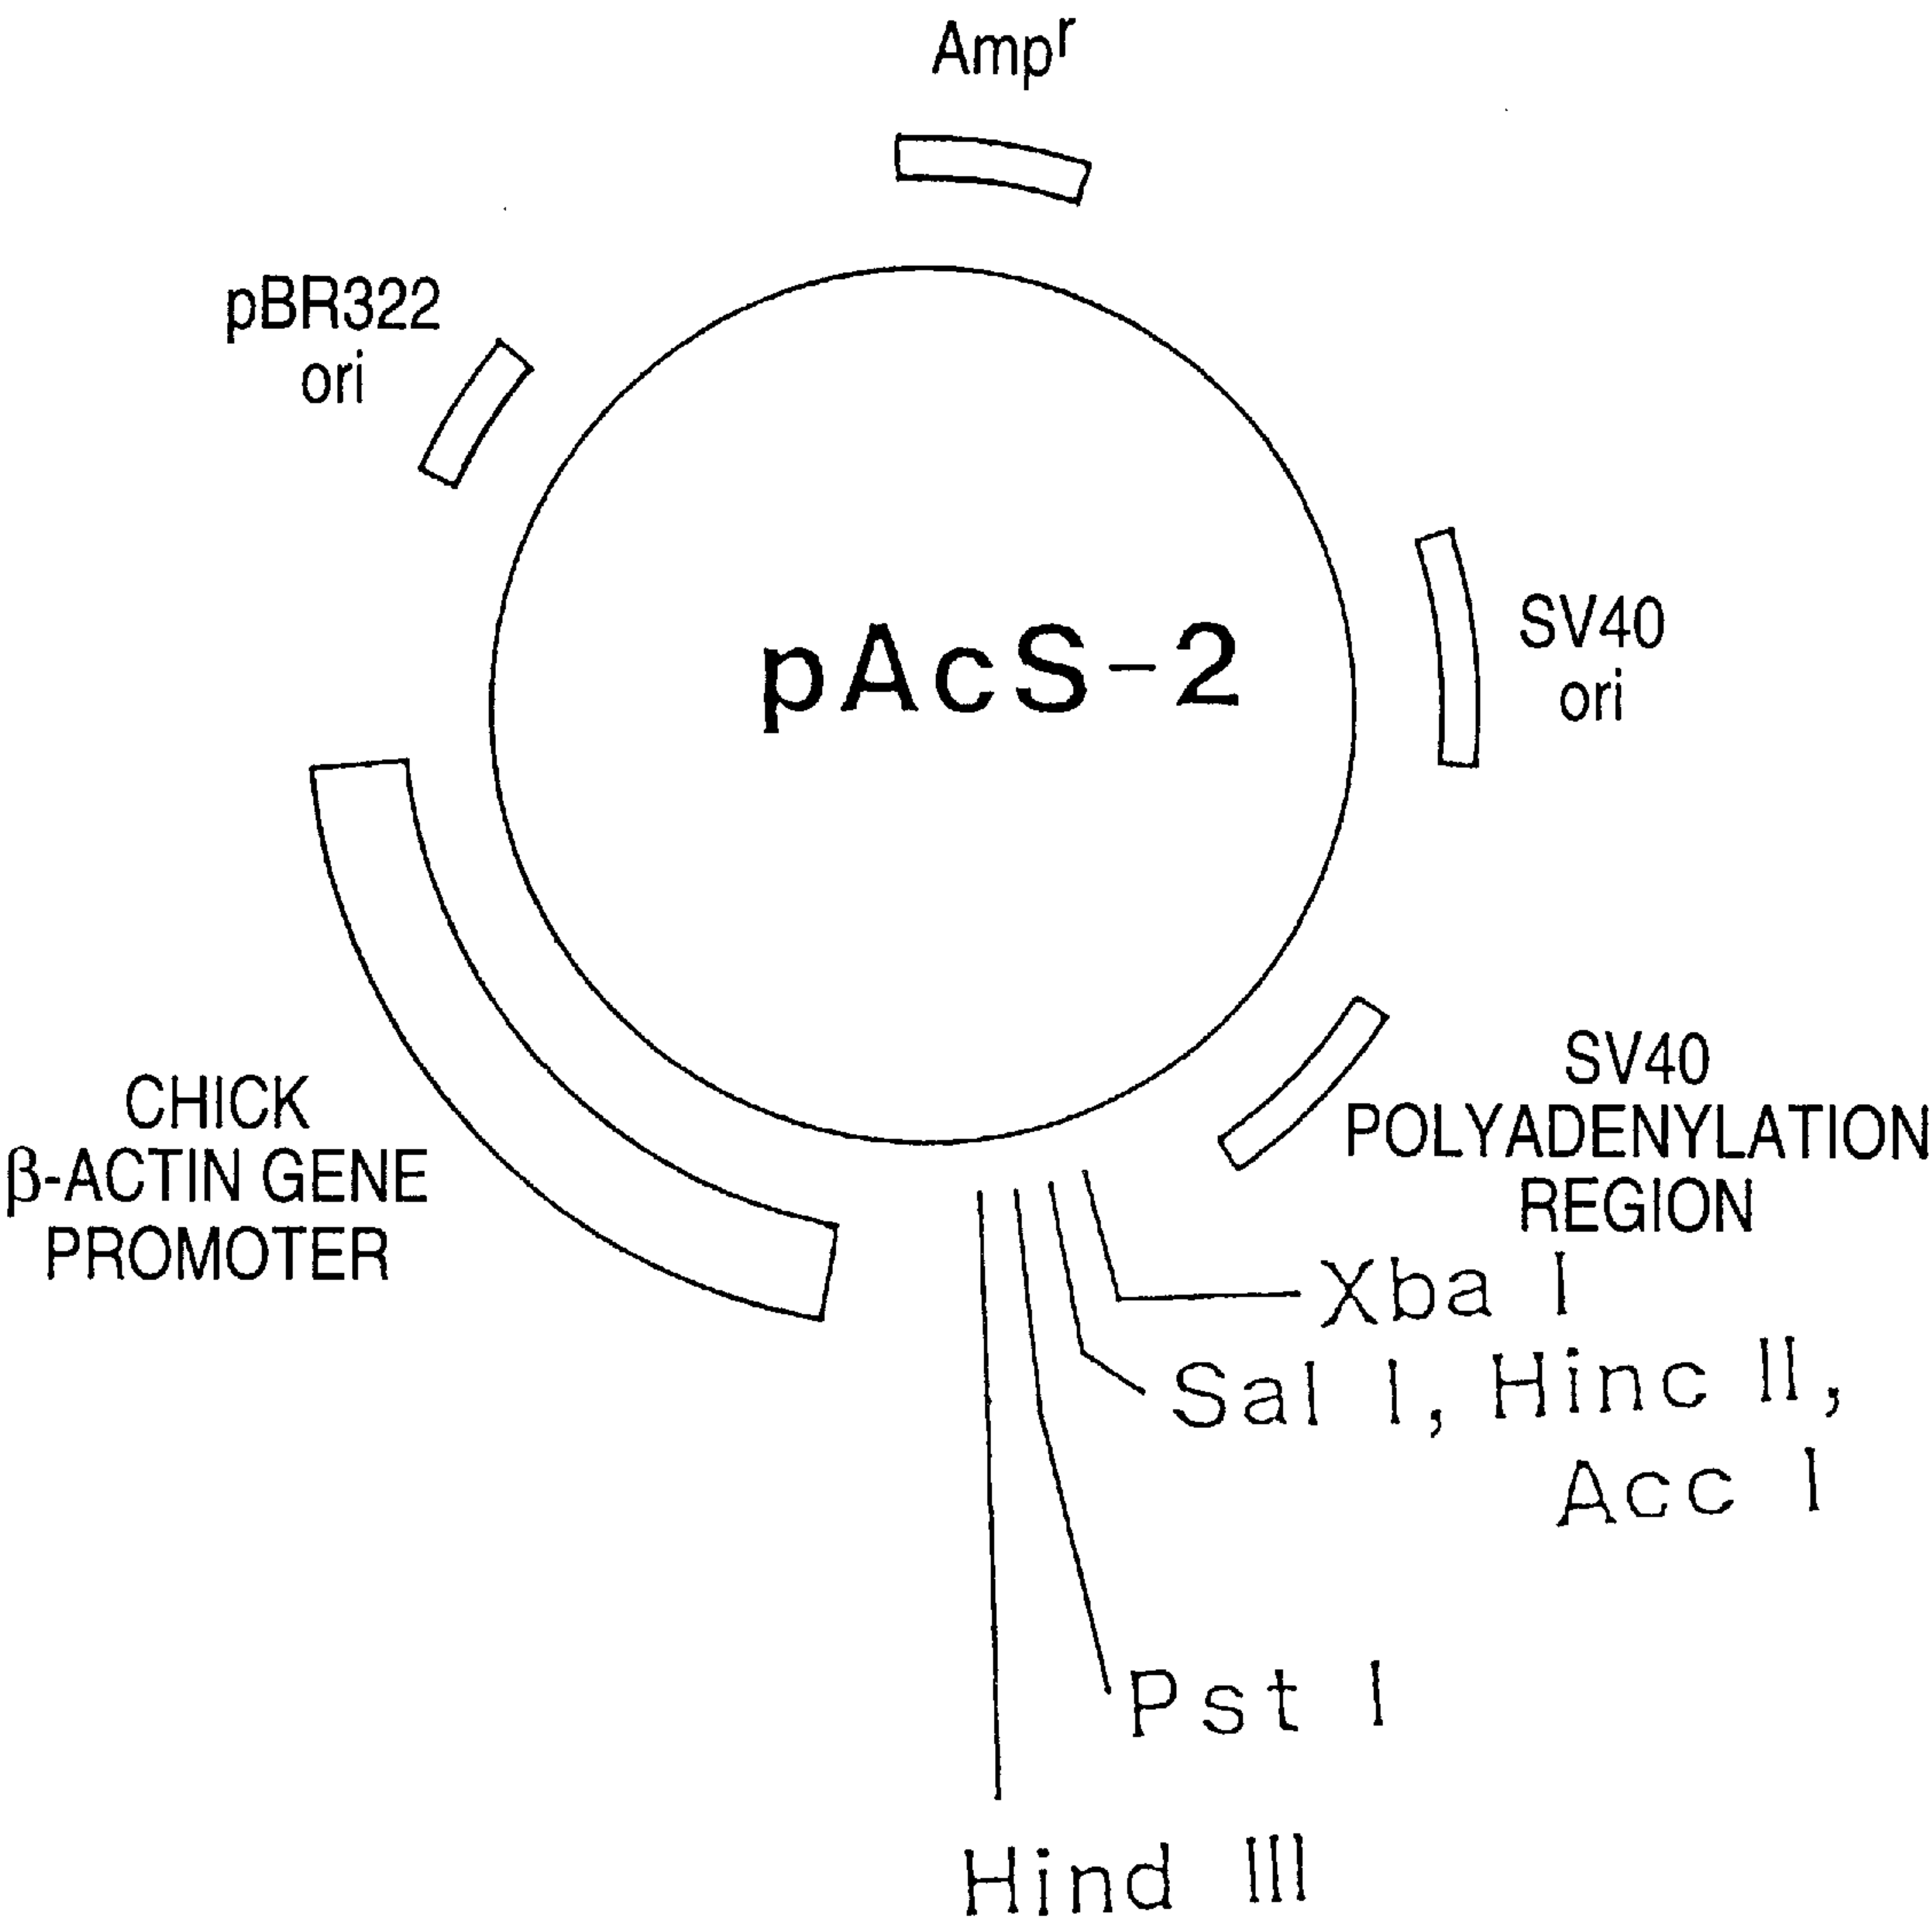 Ampʳ
pBR322
ori
pAcS-2
SV40
ori
CHICK
β-ACTIN GENE
PROMOTER
SV40
POLYADENYLATION
REGION
Xba I
Sal I, Hinc II,
Acc I
Pst I
Hind III